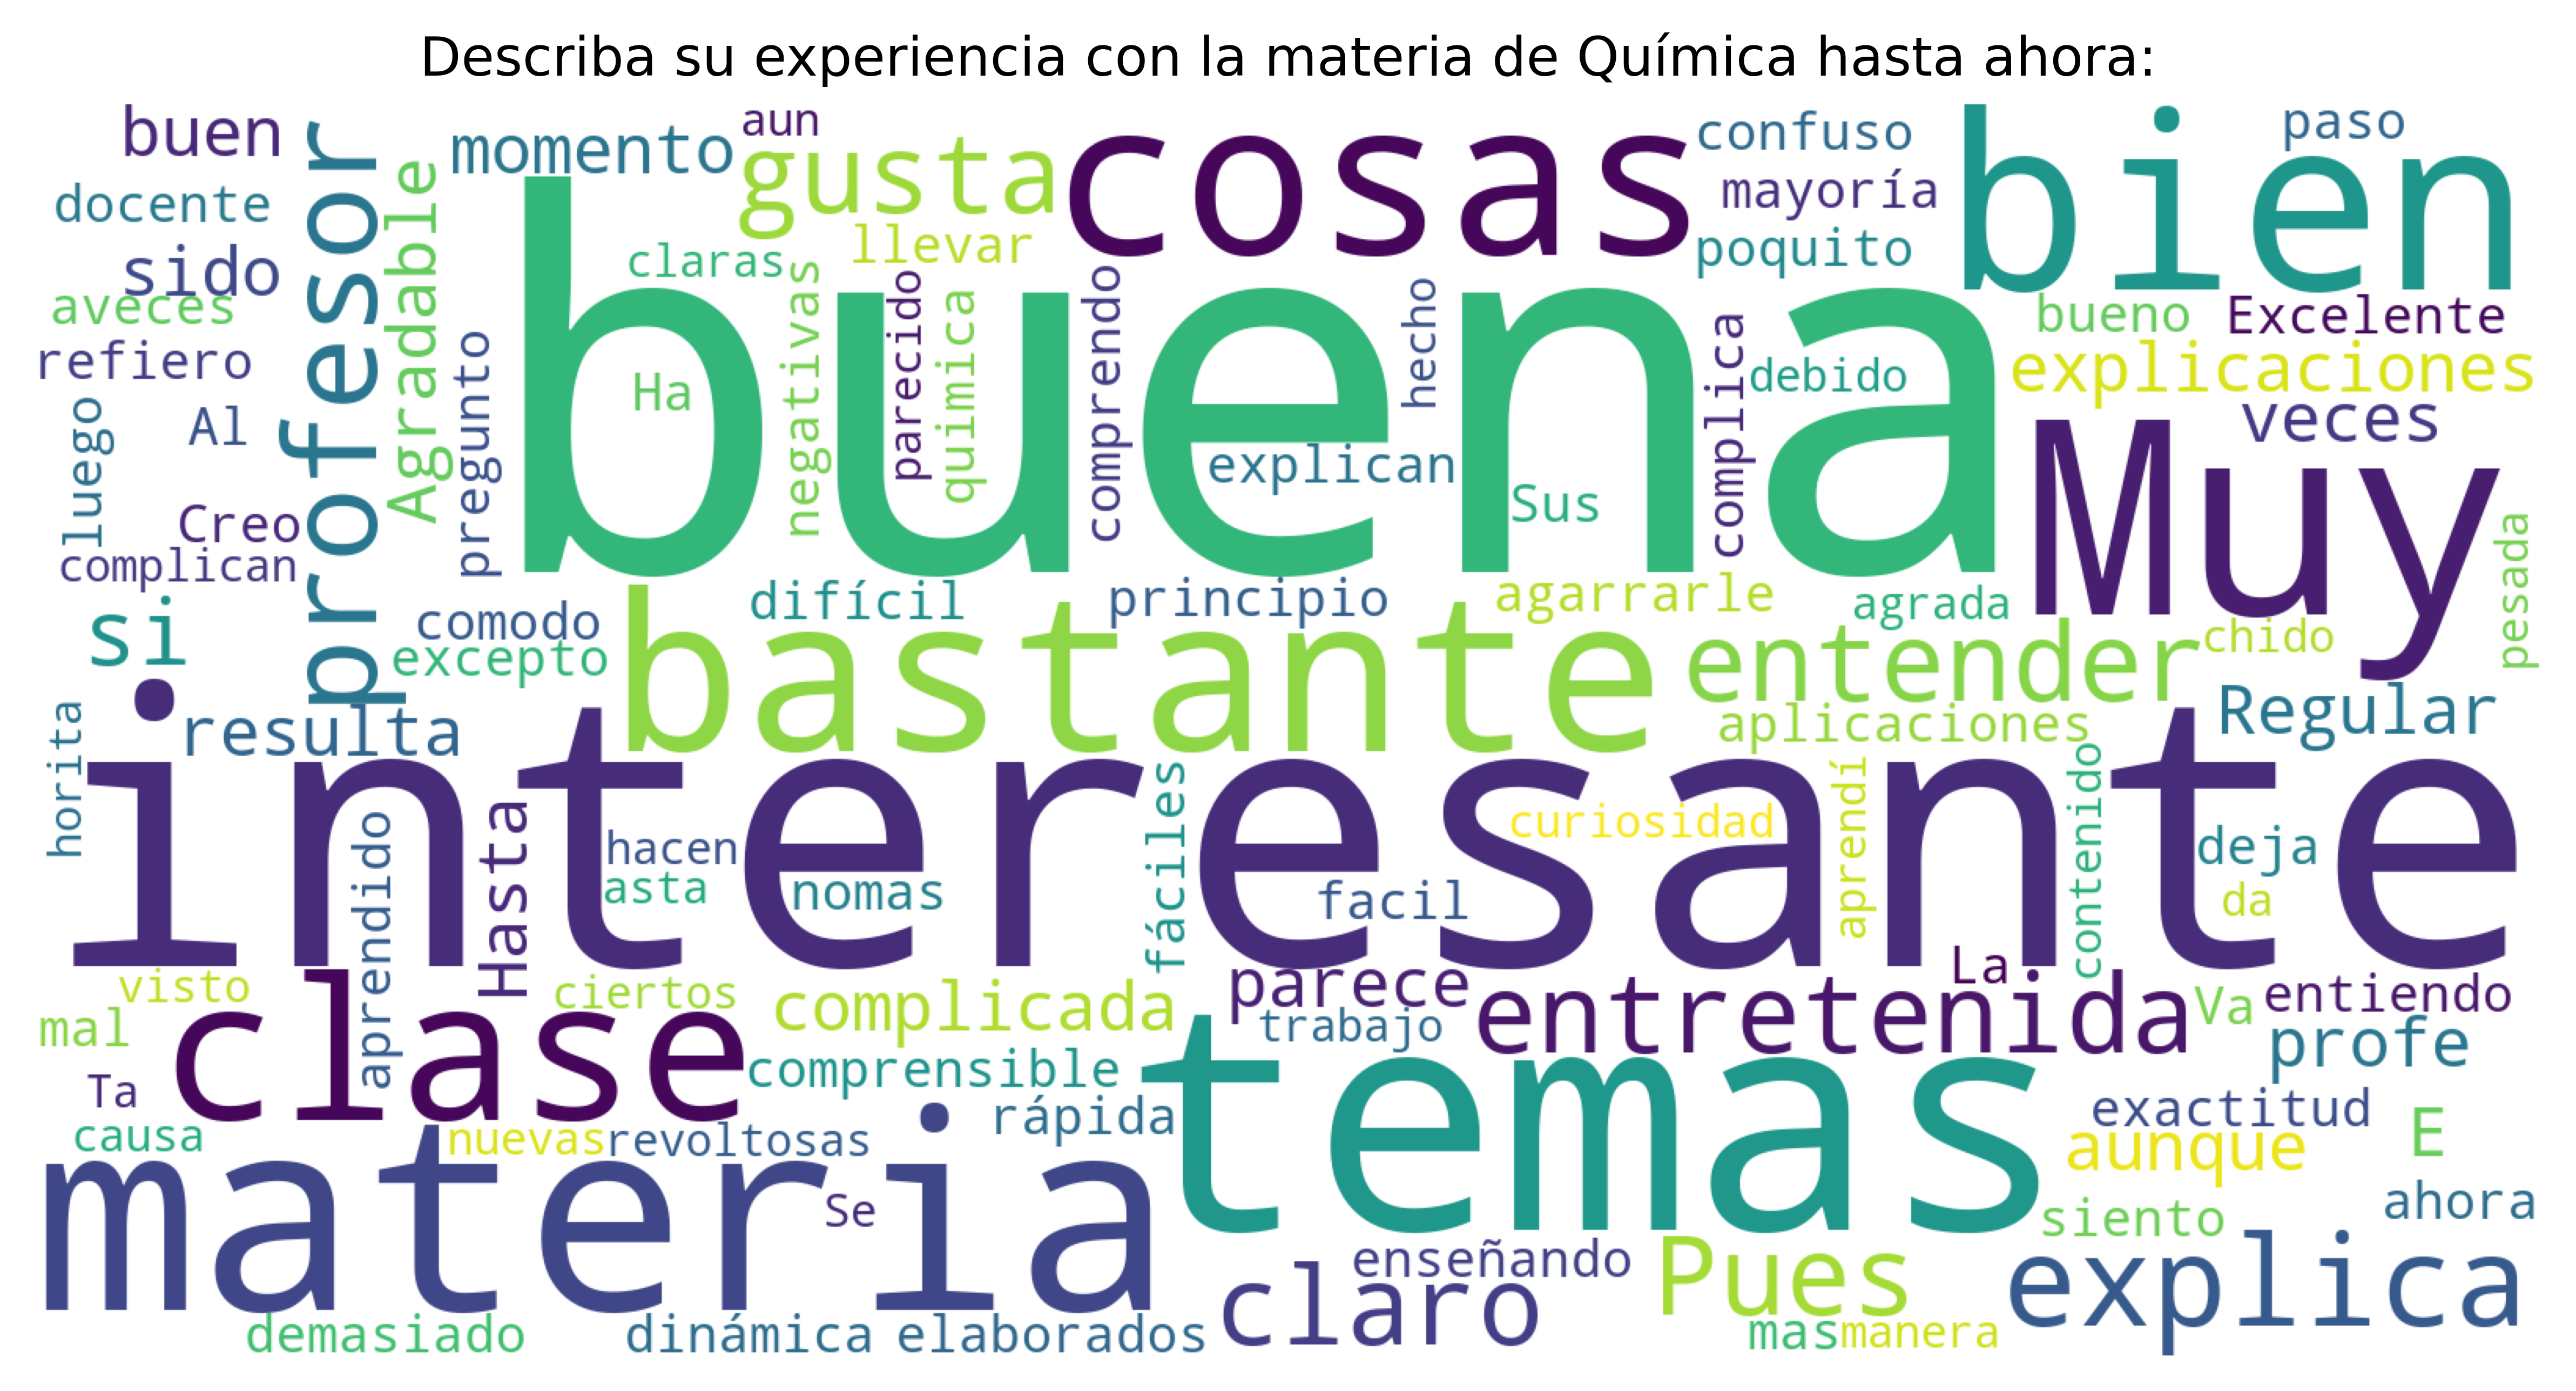 Describa su experiencia con la materia de Química hasta ahora:
buen
profesor
momento
aun
gusta
cosas
confuso
bien
paso
docente
Agradable
mayoría
sido
claras
llevar
poquito
aveces
buena
negativas
parecido
quimica
comprendo
hecho
complica
bueno
Excelente
refiero
pregunto
Ha
debido
explicaciones
luego
Al
explican
Muy
veces
Creo
Sus
pesada
complican
si
comodo
difícil
principio
agarrarle
agrada
excepto
bastante
entender
chido
horita
resulta
aplicaciones
Regular
interesante
aprendido
Hasta
hacen
asta
nomas
fáciles
facil
curiosidad
aprendí
contenido
deja
da
visto
clase
ciertos
complicada
parece
La
entretenida
Va
entiendo
mal
trabajo
profe
Ta
comprensible
temas
causa
nuevas
revoltosas
rápida
exactitud
aunque
E
materia
Se
siento
ahora
enseñando
claro
Pues
explica
demasiado
dinámica
elaborados
mas
manera